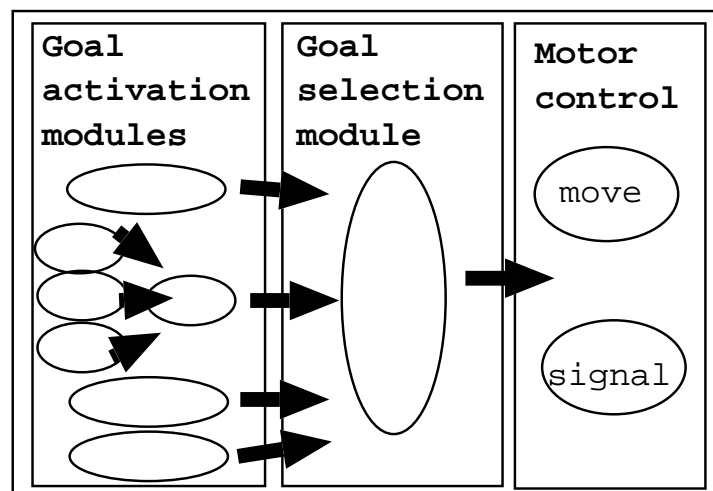 Goal
activation
modules
Goal
selection
module
Motor
control
move
signal